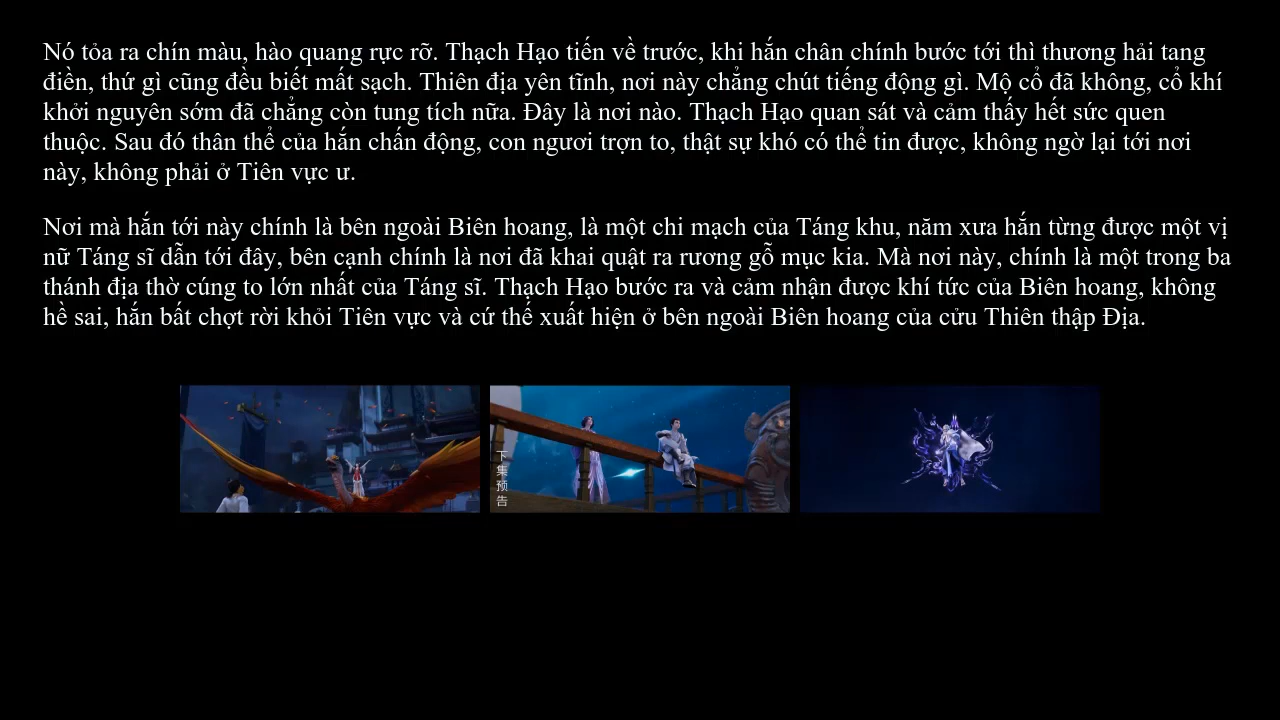 Nó tỏa ra chín màu, hào quang rực rỡ. Thạch Hạo tiến về trước, khi hắn chân chính bước tới thì thương hải tang
điền, thứ gì cũng đều biết mất sạch. Thiên địa yên tĩnh, nơi này chẳng chút tiếng động gì. Mộ cổ đã không, cổ khí
khởi nguyên sớm đã chẳng còn tung tích nữa. Đây là nơi nào. Thạch Hạo quan sát và cảm thấy hết sức quen
thuộc. Sau đó thân thể của hắn chấn động, con ngươi trợn to, thật sự khó có thể tin được, không ngờ lại tới nơi
này, không phải ở Tiên vực ư.
Nơi mà hắn tới này chính là bên ngoài Biên hoang, là một chi mạch của Táng khu, năm xưa hắn từng được một vị
nữ Táng sĩ dẫn tới đây, bên cạnh chính là nơi đã khai quật ra rương gỗ mục kia. Mà nơi này, chính là một trong ba
thánh địa thờ cúng to lớn nhất của Táng sĩ. Thạch Hạo bước ra và cảm nhận được khí tức của Biên hoang, không
hề sai, hắn bất chợt rời khỏi Tiên vực và cứ thế xuất hiện ở bên ngoài Biên hoang của cửu Thiên thập Địa.
下集预告